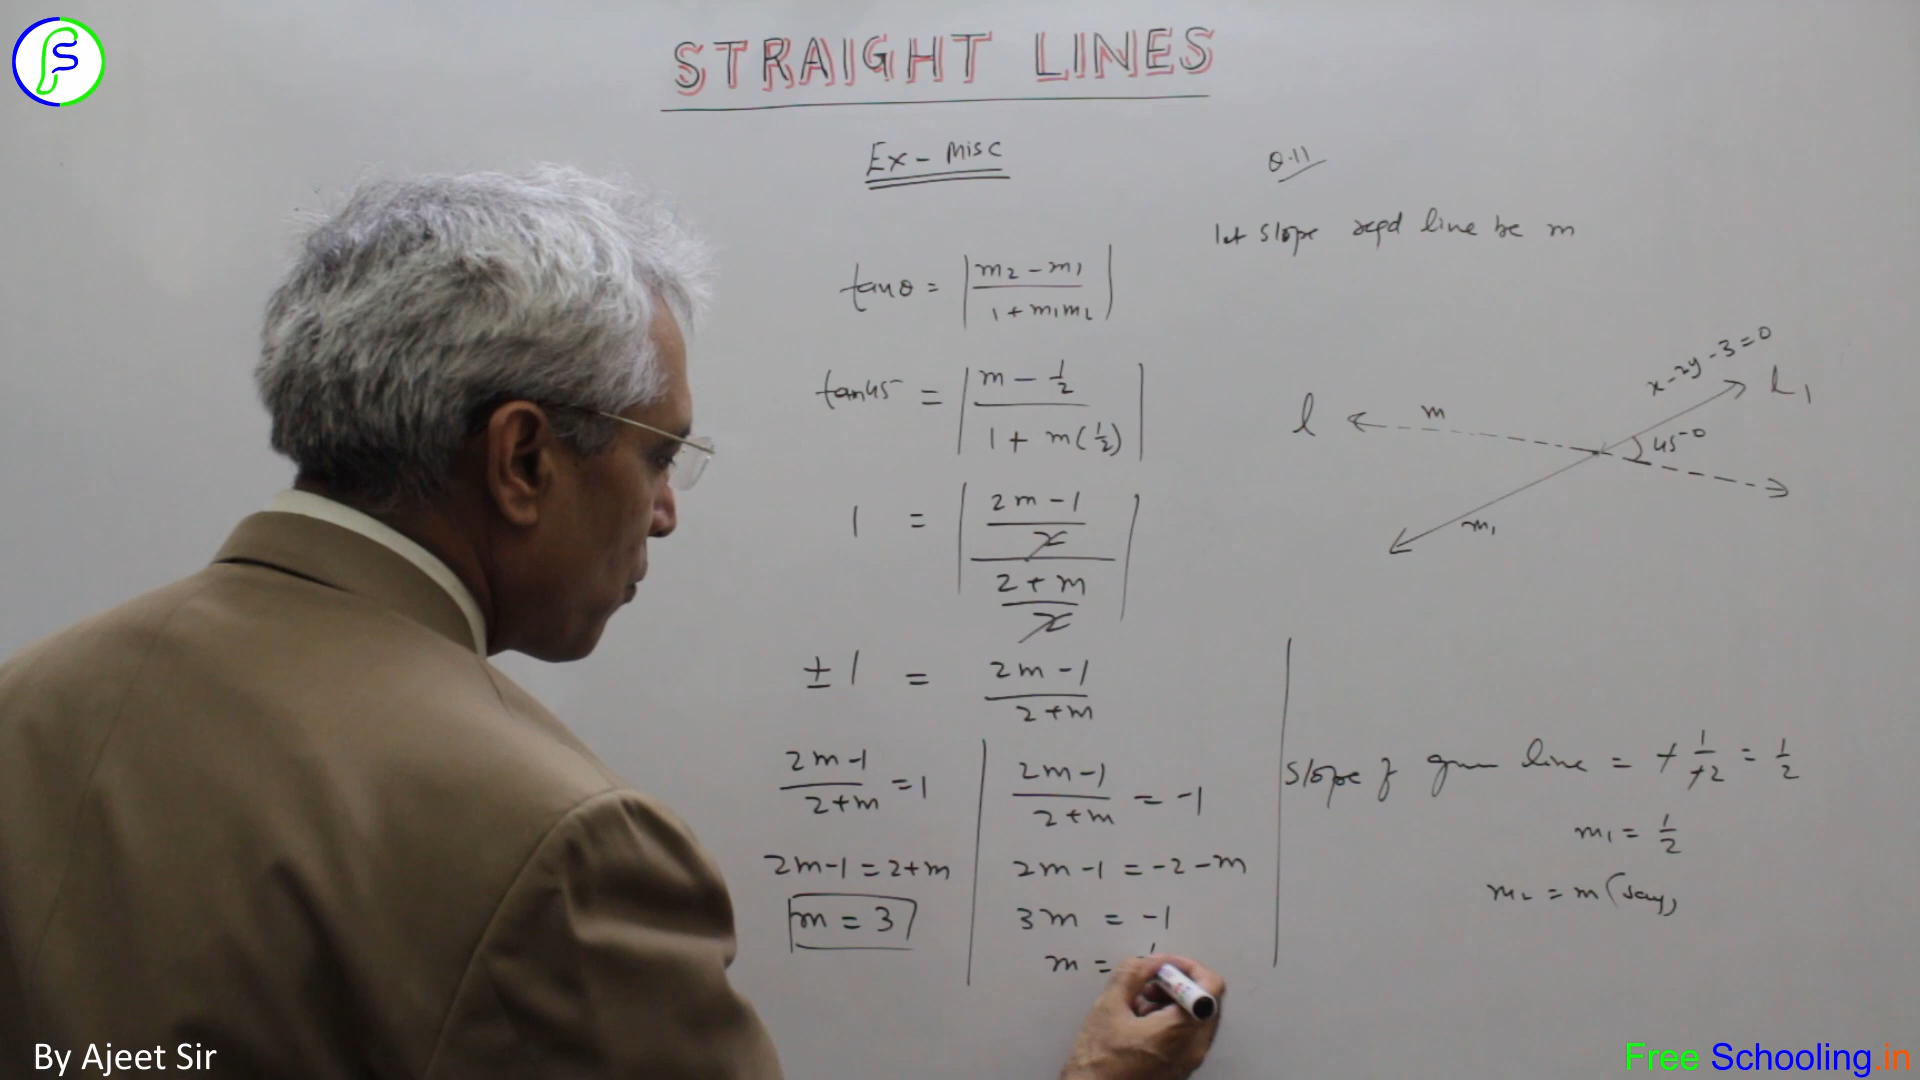 STRAIGHT LINES
Ex - Misc
Q.11
let slope reqd line be m
tanθ = |m₂ - m₁ / 1 + m₁m₂|
tan45° = |m - 1/2 / 1 + m(1/2)|
1 = |2m - 1 / 2 / 2 + m / 2|
± 1 = 2m - 1 / 2 + m
2m - 1 / 2 + m = 1
2m - 1 = 2 + m
m = 3
2m - 1 / 2 + m = -1
2m - 1 = -2 - m
3m = -1
m =
x - 2y - 3 = 0
L₁
l
m
45°
m₁
Slope of given line = + 1/+2 = 1/2
m₁ = 1/2
m₂ = m (say)
By Ajeet Sir
Free Schooling.in